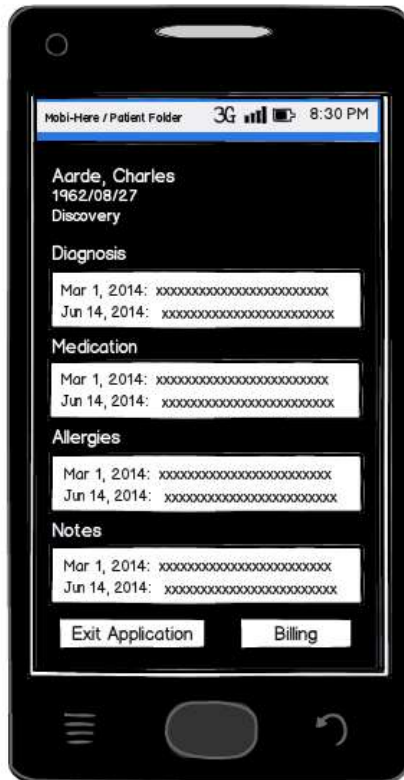 Mobi-Here / Patient Folder 3G 8:30 PM
Aarde, Charles
1962/08/27
Discovery
Diagnosis
Mar 1, 2014: xxxxxxxxxxxxxxxxxxxxxxxxx
Jun 14, 2014: xxxxxxxxxxxxxxxxxxxxxxxxx
Medication
Mar 1, 2014: xxxxxxxxxxxxxxxxxxxxxxxxx
Jun 14, 2014: xxxxxxxxxxxxxxxxxxxxxxxxx
Allergies
Mar 1, 2014: xxxxxxxxxxxxxxxxxxxxxxxxx
Jun 14, 2014: xxxxxxxxxxxxxxxxxxxxxxxxx
Notes
Mar 1, 2014: xxxxxxxxxxxxxxxxxxxxxxxxx
Jun 14, 2014: xxxxxxxxxxxxxxxxxxxxxxxxx
Exit Application Billing